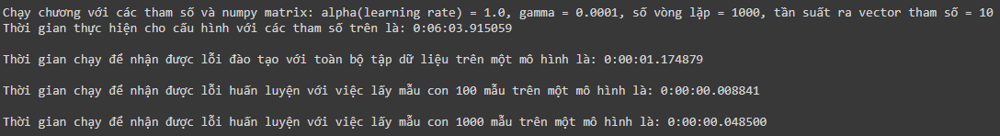 Chạy chương với các tham số và numpy matrix: alpha(learning rate) = 1.0, gamma = 0.0001, số vòng lặp = 1000, tần suất ra vector tham số = 10
Thời gian thực hiện cho cấu hình với các tham số trên là: 0:06:03.915059
Thời gian chạy để nhận được lỗi đào tạo với toàn bộ tập dữ liệu trên một mô hình là: 0:00:01.174879
Thời gian chạy để nhận được lỗi huấn luyện với việc lấy mẫu con 100 mẫu trên một mô hình là: 0:00:00.008841
Thời gian chạy để nhận được lỗi huấn luyện với việc lấy mẫu con 1000 mẫu trên một mô hình là: 0:00:00.048500